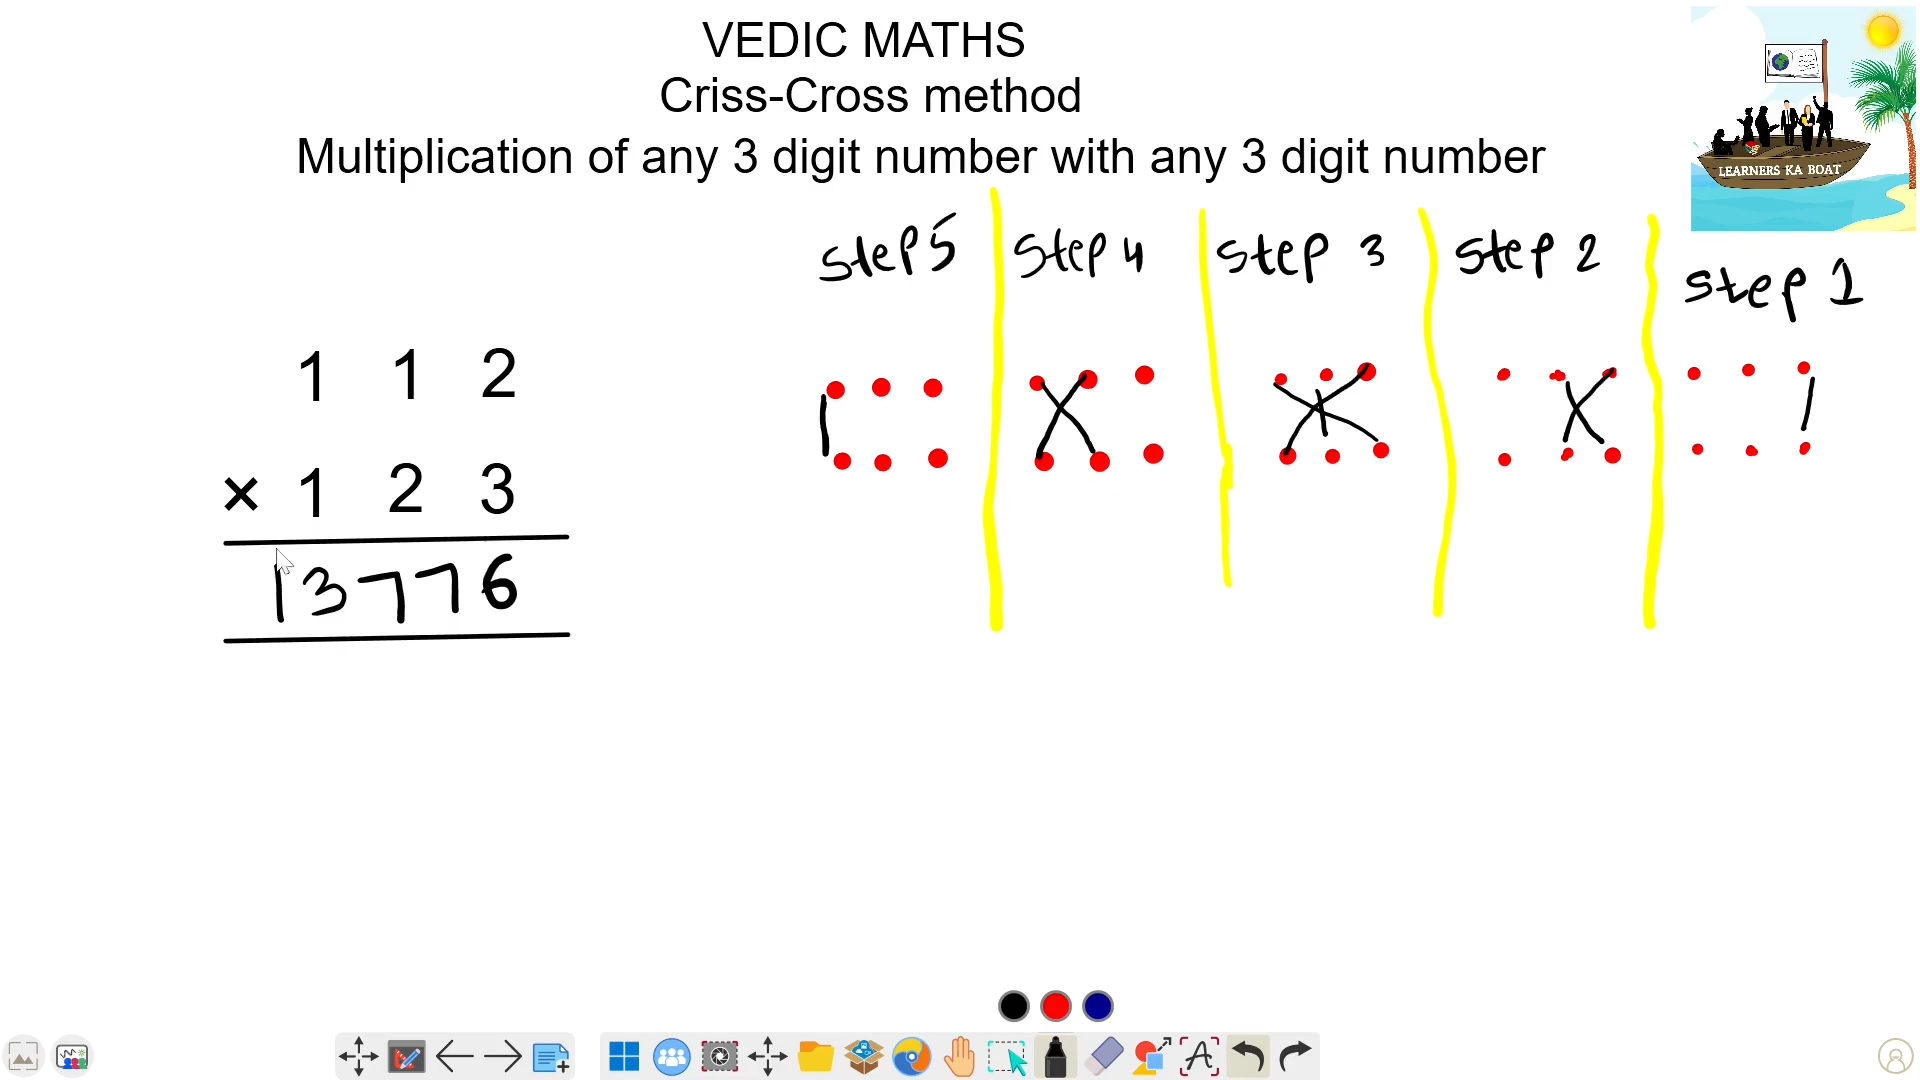 VEDIC MATHS
Criss-Cross method
Multiplication of any 3 digit number with any 3 digit number
LEARNERS KA BOAT
step 5 step 4 step 3 step 2 step 1
1 1 2
× 1 2 3
13776